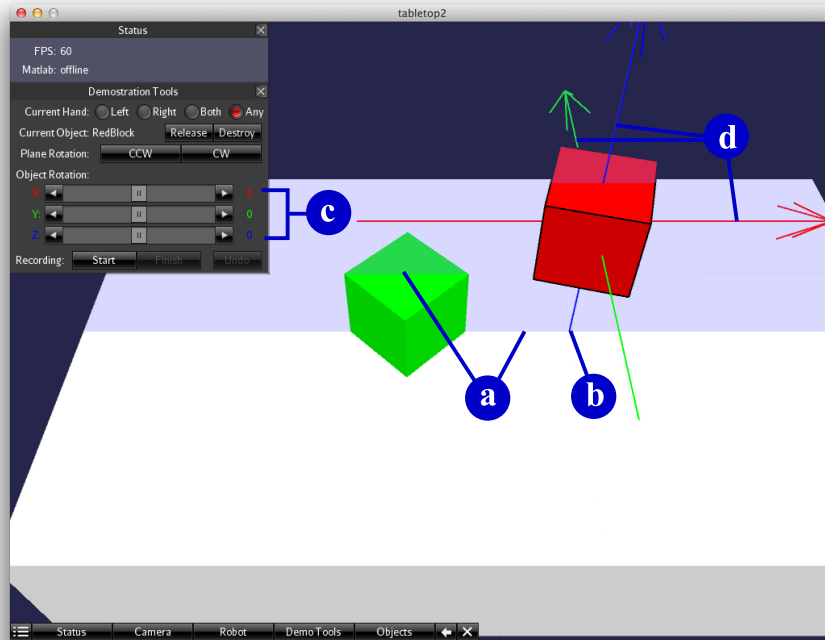 tabletop2
Status
FPS: 60
Matlab: offline
Demostration Tools
Current Hand: Left Right Both Any
Current Object: RedBlock Release Destroy
Plane Rotation: CCW CW
Object Rotation:
X: 0
Y: 0
Z: 0
Recording: Start Finish Undo
d
c
a
b
Status Camera Robot Demo Tools Objects